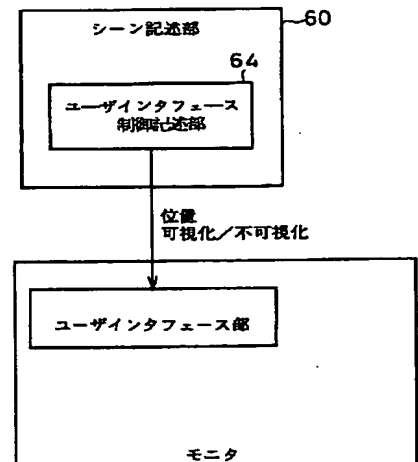 シーン記述部
60
64
ユーザインタフェース
制御記述部
位置
可視化/不可視化
ユーザインタフェース部
モニタ